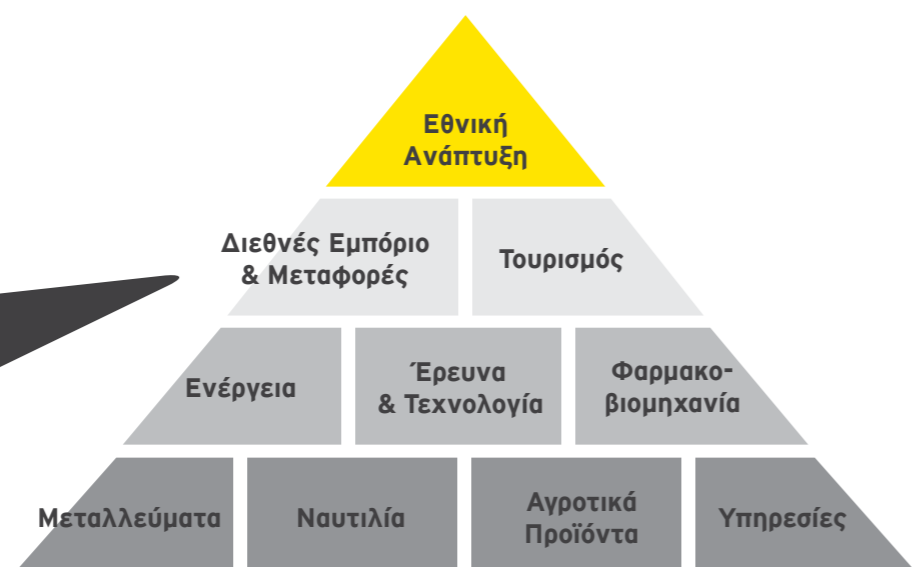 Εθνική
Ανάπτυξη
Διεθνές Εμπόριο
& Μεταφορές
Τουρισμός
Ενέργεια
Έρευνα
& Τεχνολογία
Φαρμακο-
βιομηχανία
Μεταλλεύματα
Ναυτιλία
Αγροτικά
Προϊόντα
Υπηρεσίες